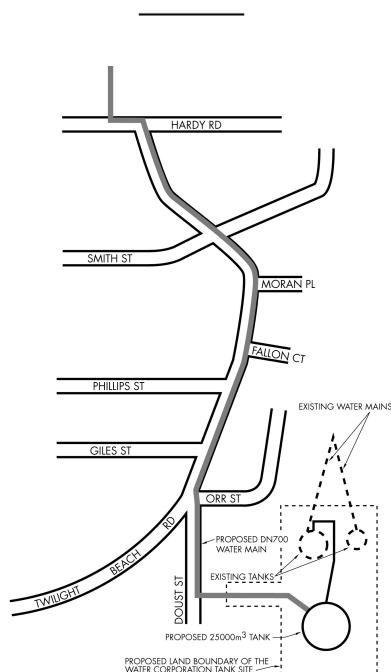 HARDY RD
SMITH ST
MORAN PL
FALLON CT
PHILLIPS ST
EXISTING WATER MAINS
GILES ST
ORR ST
PROPOSED DN700
WATER MAIN
TWILIGHT BEACH RD
EXISTING TANKS
DOUST ST
PROPOSED 25000m³ TANK
PROPOSED LAND BOUNDARY OF THE
WATER CORPORATION TANK SITE